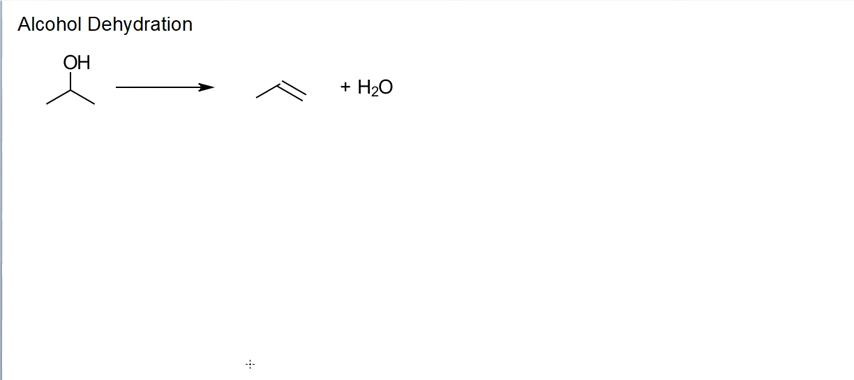 Alcohol Dehydration
OH
+ H₂O